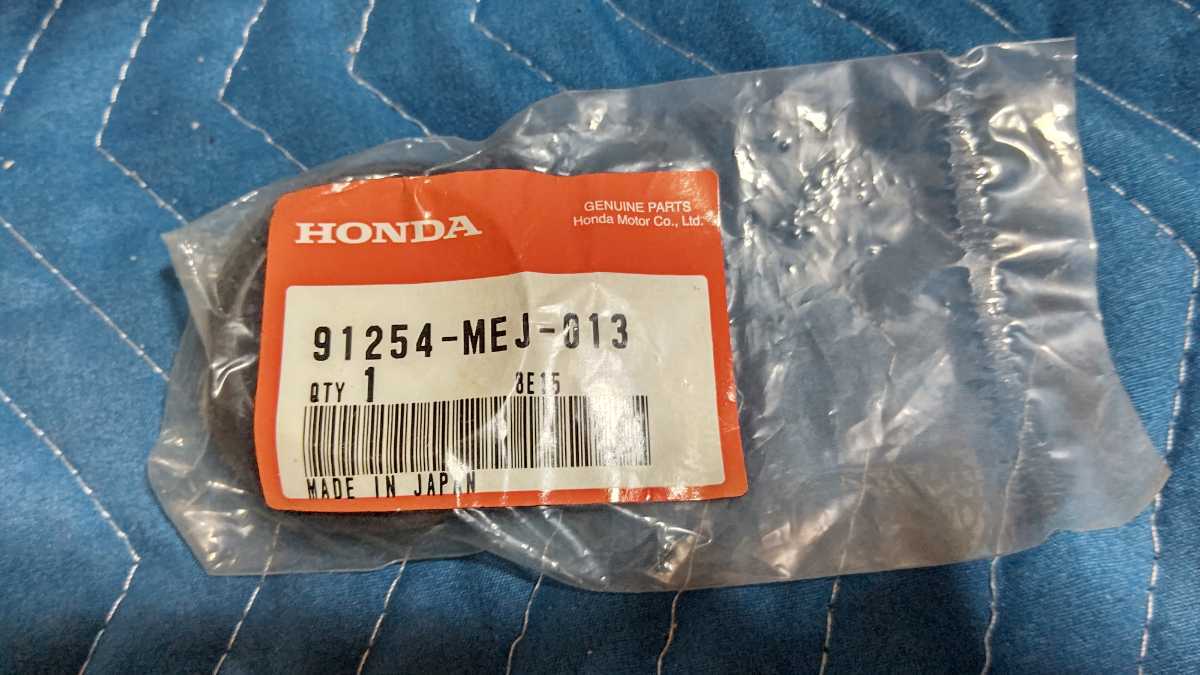 HONDA
GENUINE PARTS
Honda Motor Co., Ltd.
91254-MEJ-013
QTY 1 8E15
MADE IN JAPAN